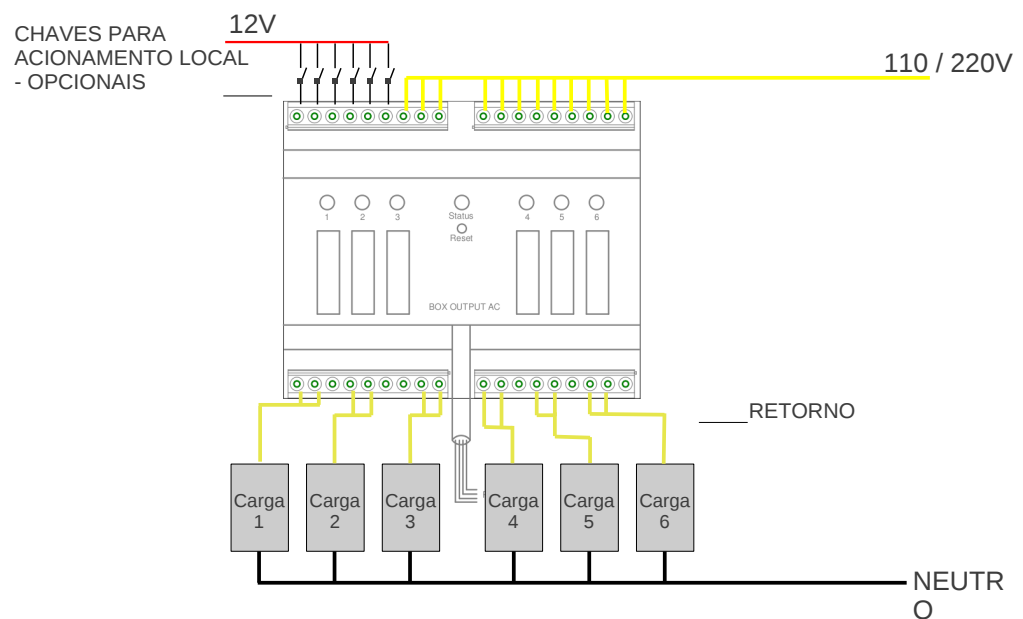 12V
CHAVES PARA
ACIONAMENTO LOCAL
- OPCIONAIS
110 / 220V
1
2
3
Status
Reset
4
5
6
BOX OUTPUT AC
RETORNO
Carga
1
Carga
2
Carga
3
Carga
4
Carga
5
Carga
6
NEUTR
O